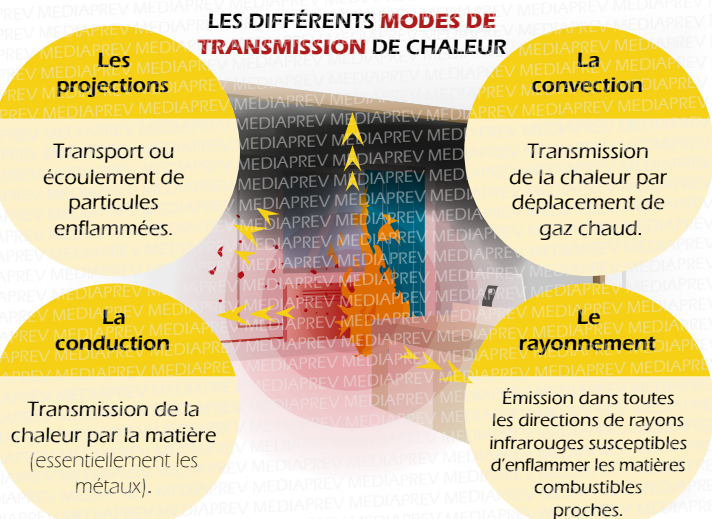 LES DIFFÉRENTS MODES DE
TRANSMISSION DE CHALEUR
Les
projections
Transport ou
écoulement de
particules
enflammées.
La
convection
Transmission
de la chaleur par
déplacement de
gaz chaud.
La
conduction
Transmission de la
chaleur par la matière
(essentiellement les
métaux).
Le
rayonnement
Émission dans toutes
les directions de rayons
infrarouges susceptibles
d'enflammer les matières
combustibles
proches.
MEDIAPREV